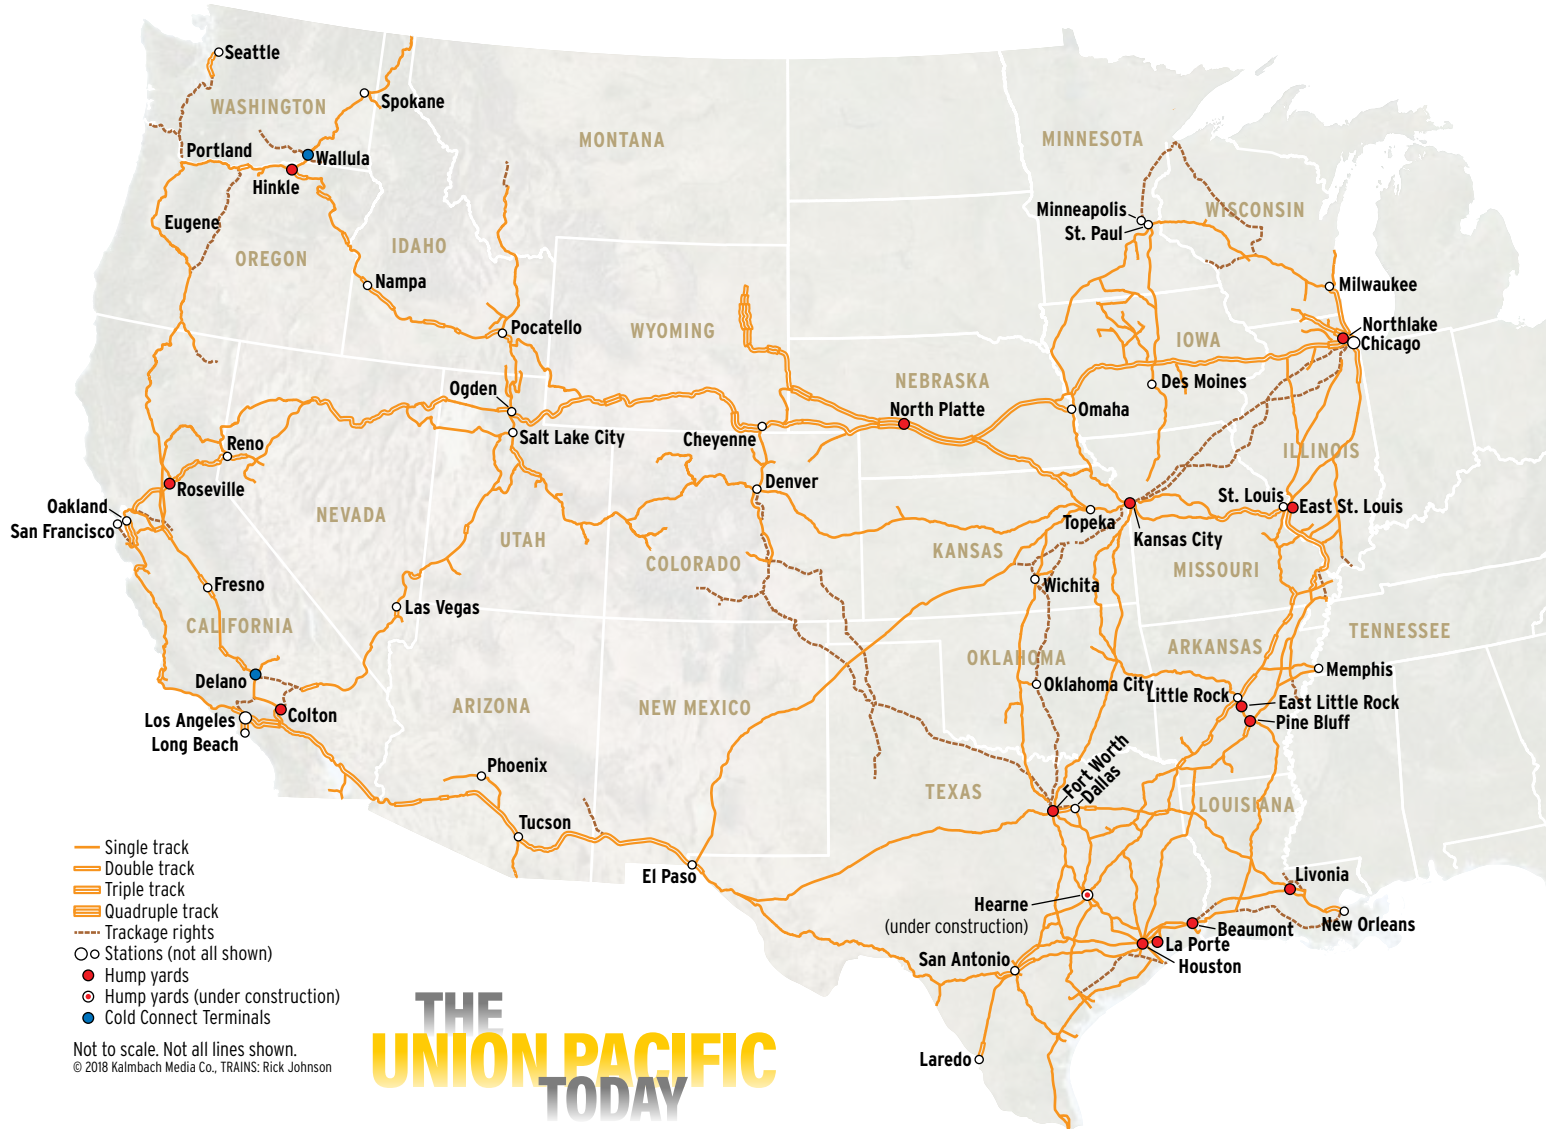 Seattle
Spokane
WASHINGTON
MONTANA
MINNESOTA
Portland
Wallula
Hinkle
Eugene
OREGON
IDAHO
Minneapolis
St. Paul
WISCONSIN
Nampa
Milwaukee
Pocatello
WYOMING
Northlake
Chicago
IOWA
Ogden
NEBRASKA
Des Moines
North Platte
Omaha
Reno
Salt Lake City
Cheyenne
ILLINOIS
Roseville
Denver
Oakland
San Francisco
NEVADA
UTAH
COLORADO
KANSAS
Topeka
Kansas City
St. Louis
East St. Louis
MISSOURI
Fresno
Wichita
Las Vegas
CALIFORNIA
ARKANSAS
TENNESSEE
OKLAHOMA
Memphis
Delano
Oklahoma City
Little Rock
East Little Rock
Pine Bluff
Colton
Los Angeles
Long Beach
ARIZONA
NEW MEXICO
Phoenix
Fort Worth
Dallas
TEXAS
LOUISIANA
Tucson
El Paso
Livonia
Hearne
(under construction)
New Orleans
Beaumont
La Porte
Houston
San Antonio
Laredo
Single track
Double track
Triple track
Quadruple track
Trackage rights
Stations (not all shown)
Hump yards
Hump yards (under construction)
Cold Connect Terminals
Not to scale. Not all lines shown.
© 2018 Kalmbach Media Co., TRAINS: Rick Johnson
THE
UNION PACIFIC
TODAY